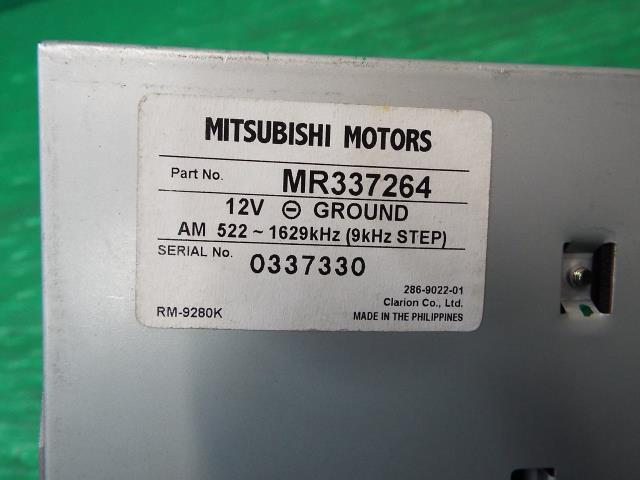 MITSUBISHI MOTORS
Part No. MR337264
12V ⊖ GROUND
AM 522 ~ 1629kHz (9kHz STEP)
SERIAL No. 0337330
286-9022-01
Clarion Co., Ltd.
RM-9280K MADE IN THE PHILIPPINES